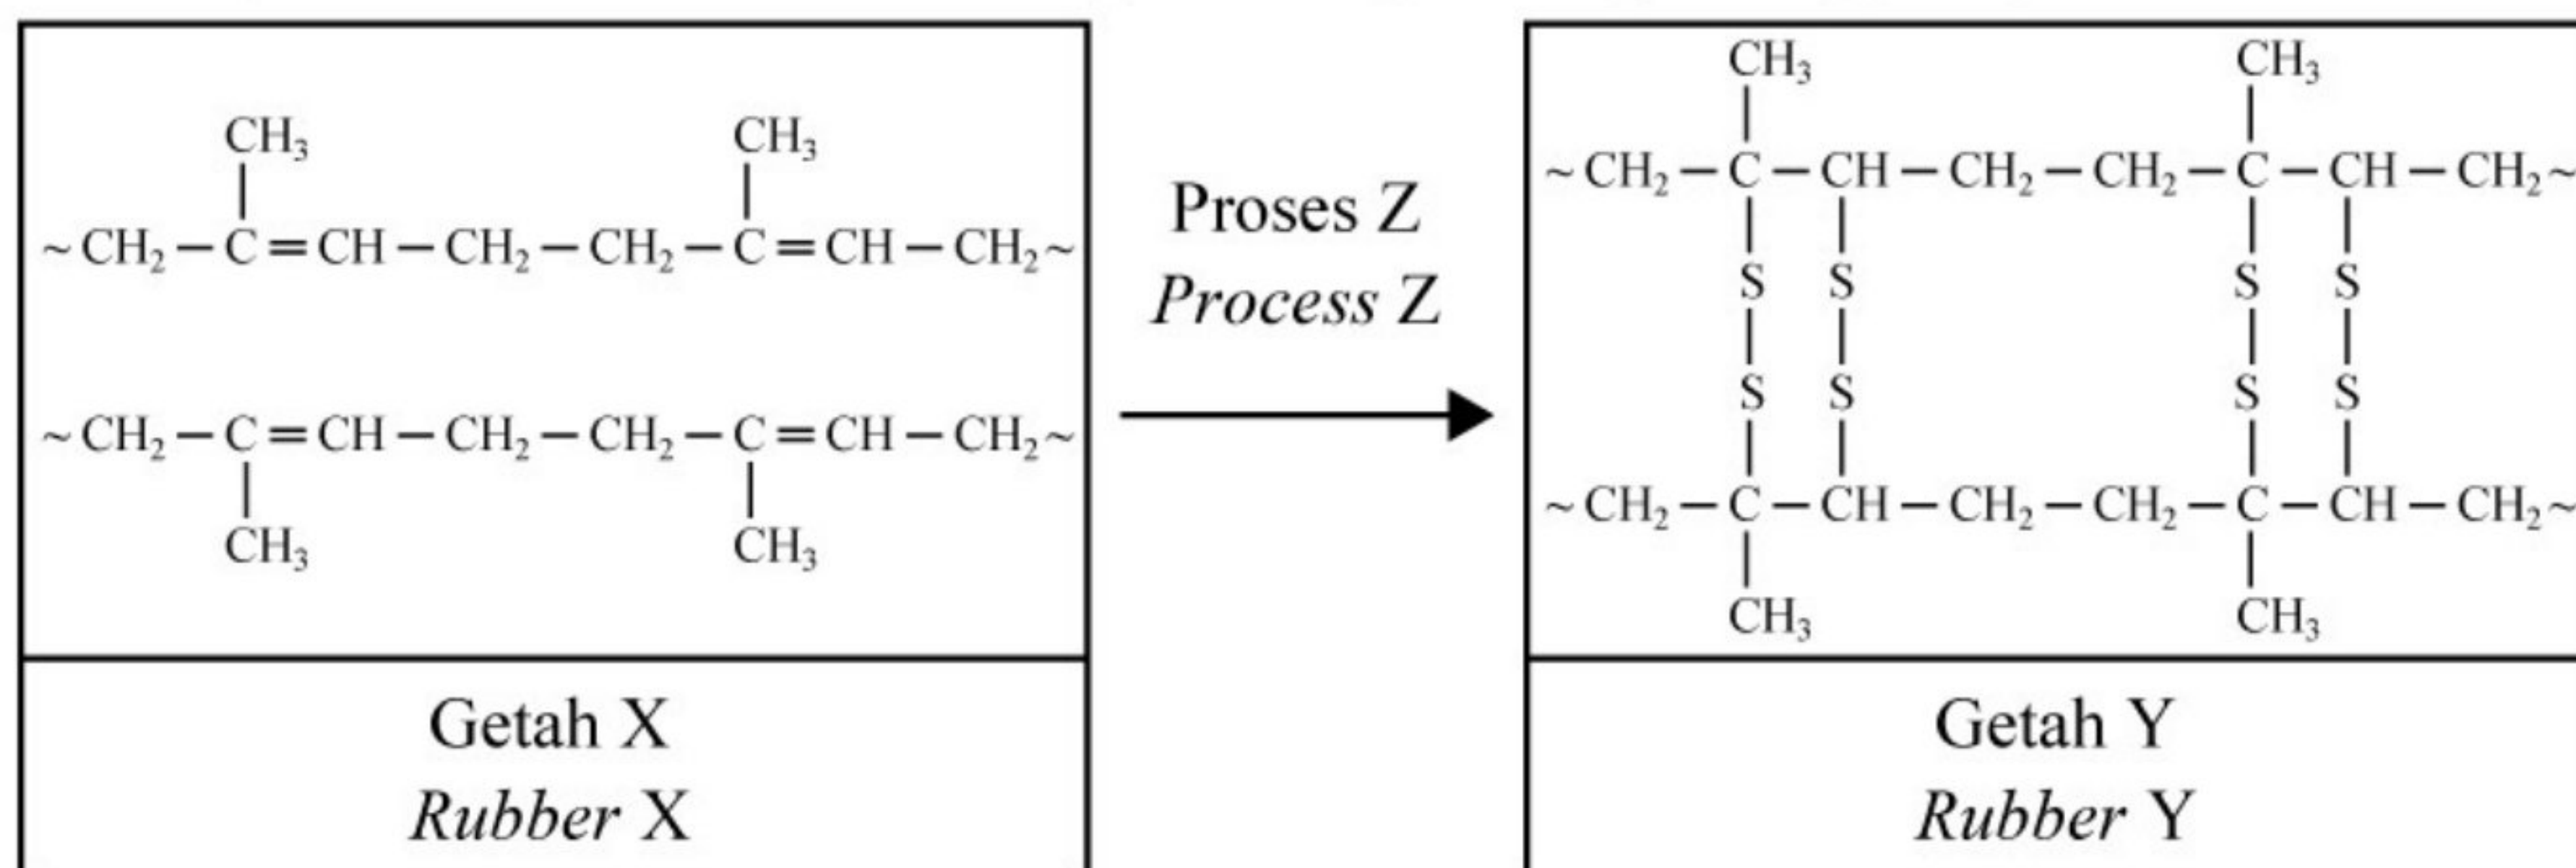 CH₃ CH₃
~CH₂–C=CH–CH₂–CH₂–C=CH–CH₂~
~CH₂–C=CH–CH₂–CH₂–C=CH–CH₂~
CH₃ CH₃
Getah X
Rubber X
Proses Z
Process Z
CH₃ CH₃
~CH₂–C–CH–CH₂–CH₂–C–CH–CH₂~
S S S S
S S S S
~CH₂–C–CH–CH₂–CH₂–C–CH–CH₂~
CH₃ CH₃
Getah Y
Rubber Y